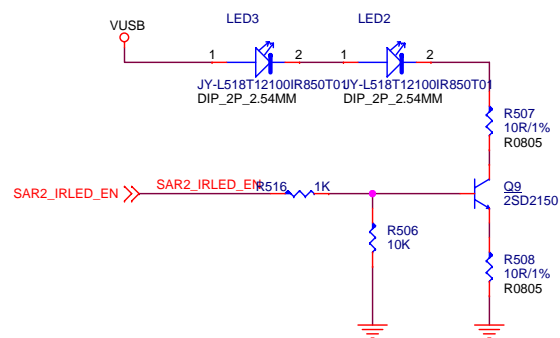 LED3 LED2
VUSB
1 2 1 2
JY-L518T12100IR850T01 JY-L518T12100IR850T01
DIP_2P_2.54MM DIP_2P_2.54MM
R507
10R/1%
R0805
SAR2_IRLED_EN SAR2_IRLED_EN R516 1K
Q9
2SD2150
R506
10K
R508
10R/1%
R0805